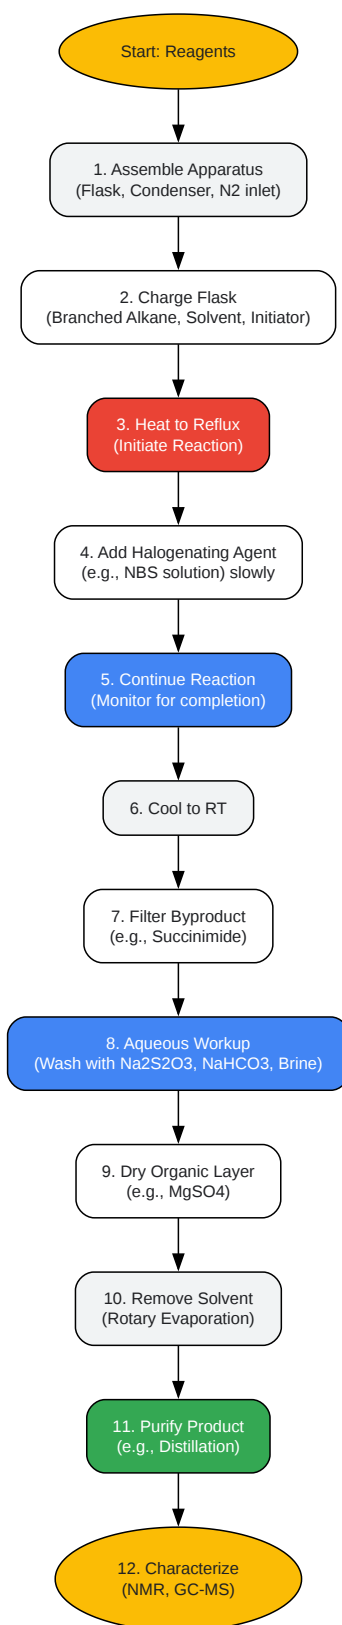 Start: Reagents
1. Assemble Apparatus
(Flask, Condenser, N2 inlet)
2. Charge Flask
(Branched Alkane, Solvent, Initiator)
3. Heat to Reflux
(Initiate Reaction)
4. Add Halogenating Agent
(e.g., NBS solution) slowly
5. Continue Reaction
(Monitor for completion)
6. Cool to RT
7. Filter Byproduct
(e.g., Succinimide)
8. Aqueous Workup
(Wash with Na2S2O3, NaHCO3, Brine)
9. Dry Organic Layer
(e.g., MgSO4)
10. Remove Solvent
(Rotary Evaporation)
11. Purify Product
(e.g., Distillation)
12. Characterize
(NMR, GC-MS)